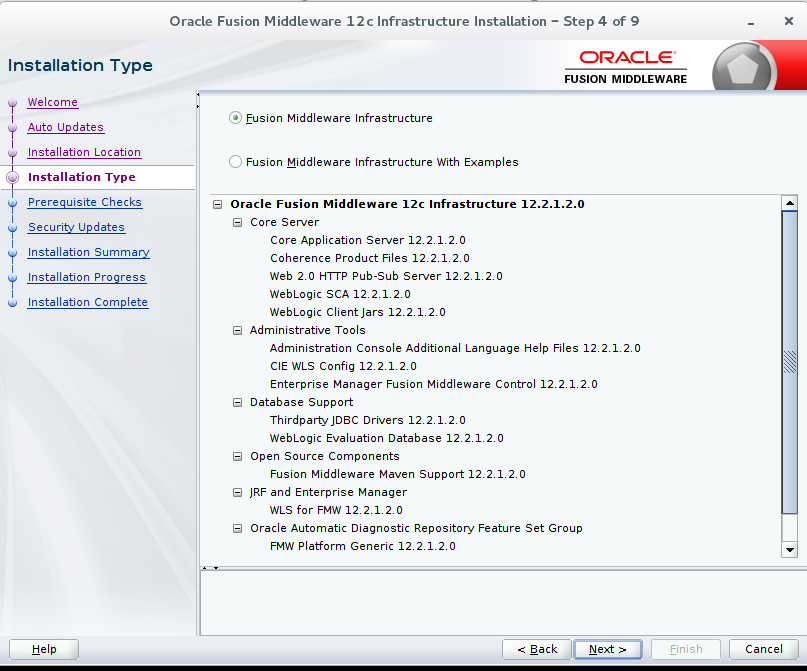 Oracle Fusion Middleware 12c Infrastructure Installation – Step 4 of 9
Installation Type
ORACLE
FUSION MIDDLEWARE
Welcome
Auto Updates
Installation Location
Installation Type
Prerequisite Checks
Security Updates
Installation Summary
Installation Progress
Installation Complete
Fusion Middleware Infrastructure
Fusion Middleware Infrastructure With Examples
Oracle Fusion Middleware 12c Infrastructure 12.2.1.2.0
Core Server
Core Application Server 12.2.1.2.0
Coherence Product Files 12.2.1.2.0
Web 2.0 HTTP Pub-Sub Server 12.2.1.2.0
WebLogic SCA 12.2.1.2.0
WebLogic Client Jars 12.2.1.2.0
Administrative Tools
Administration Console Additional Language Help Files 12.2.1.2.0
CIE WLS Config 12.2.1.2.0
Enterprise Manager Fusion Middleware Control 12.2.1.2.0
Database Support
Thirdparty JDBC Drivers 12.2.1.2.0
WebLogic Evaluation Database 12.2.1.2.0
Open Source Components
Fusion Middleware Maven Support 12.2.1.2.0
JRF and Enterprise Manager
WLS for FMW 12.2.1.2.0
Oracle Automatic Diagnostic Repository Feature Set Group
FMW Platform Generic 12.2.1.2.0
Help
< Back
Next >
Finish
Cancel